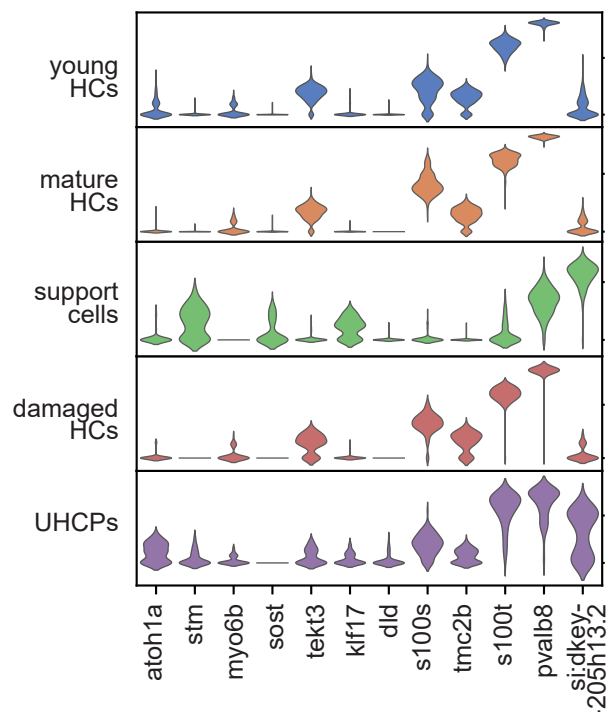 young
HCs
mature
HCs
support
cells
damaged
HCs
UHCPs
atoh1a
stm
myo6b
sost
tekt3
klf17
dld
s100s
tmc2b
s100t
pvalb8
si:dkey-
-205h13.2